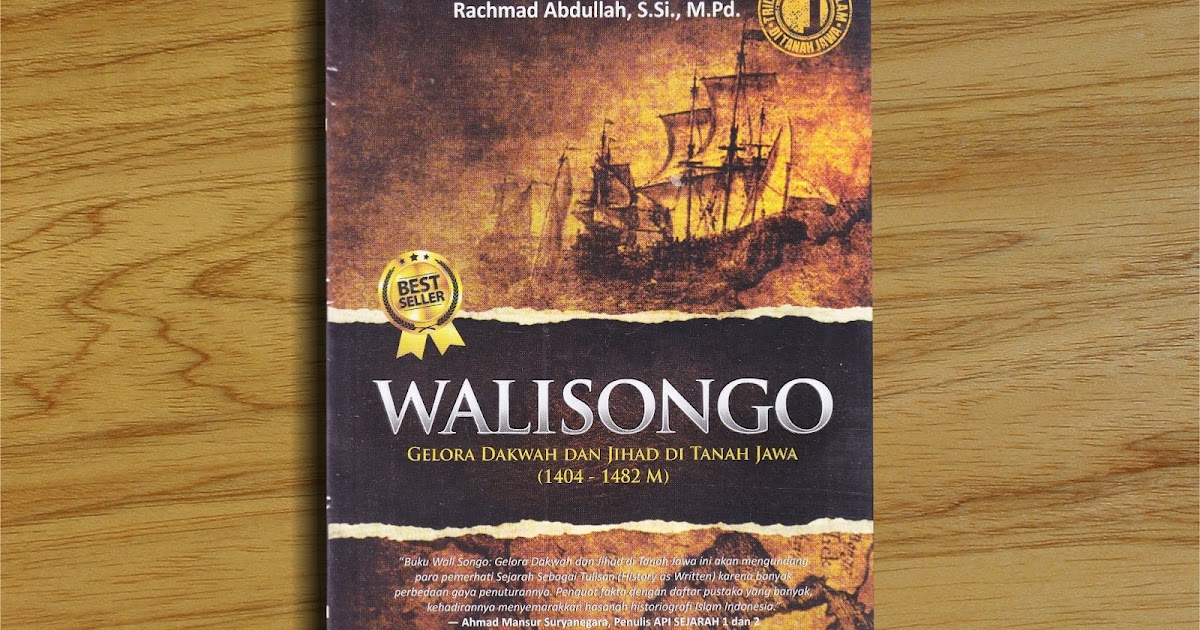 Rachmad Abdullah, S.Si., M.Pd.
DI TANAH JAWA
BEST
SELLER
WALISONGO
GELORA DAKWAH DAN JIHAD DI TANAH JAWA
(1404 - 1482 M)
“Buku Wali Songo: Gelora Dakwah dan Jihad di Tanah Jawa ini akan mengundang
para pemerhati Sejarah Sebagai Tulisan (History as Written) karena banyak
perbedaan gaya penuturannya. Penguat fakta dengan daftar pustaka yang banyak,
kehadirannya menyemarakkan hasanah historiografi Islam Indonesia.”
— Ahmad Mansur Suryanegara, Penulis API SEJARAH 1 dan 2